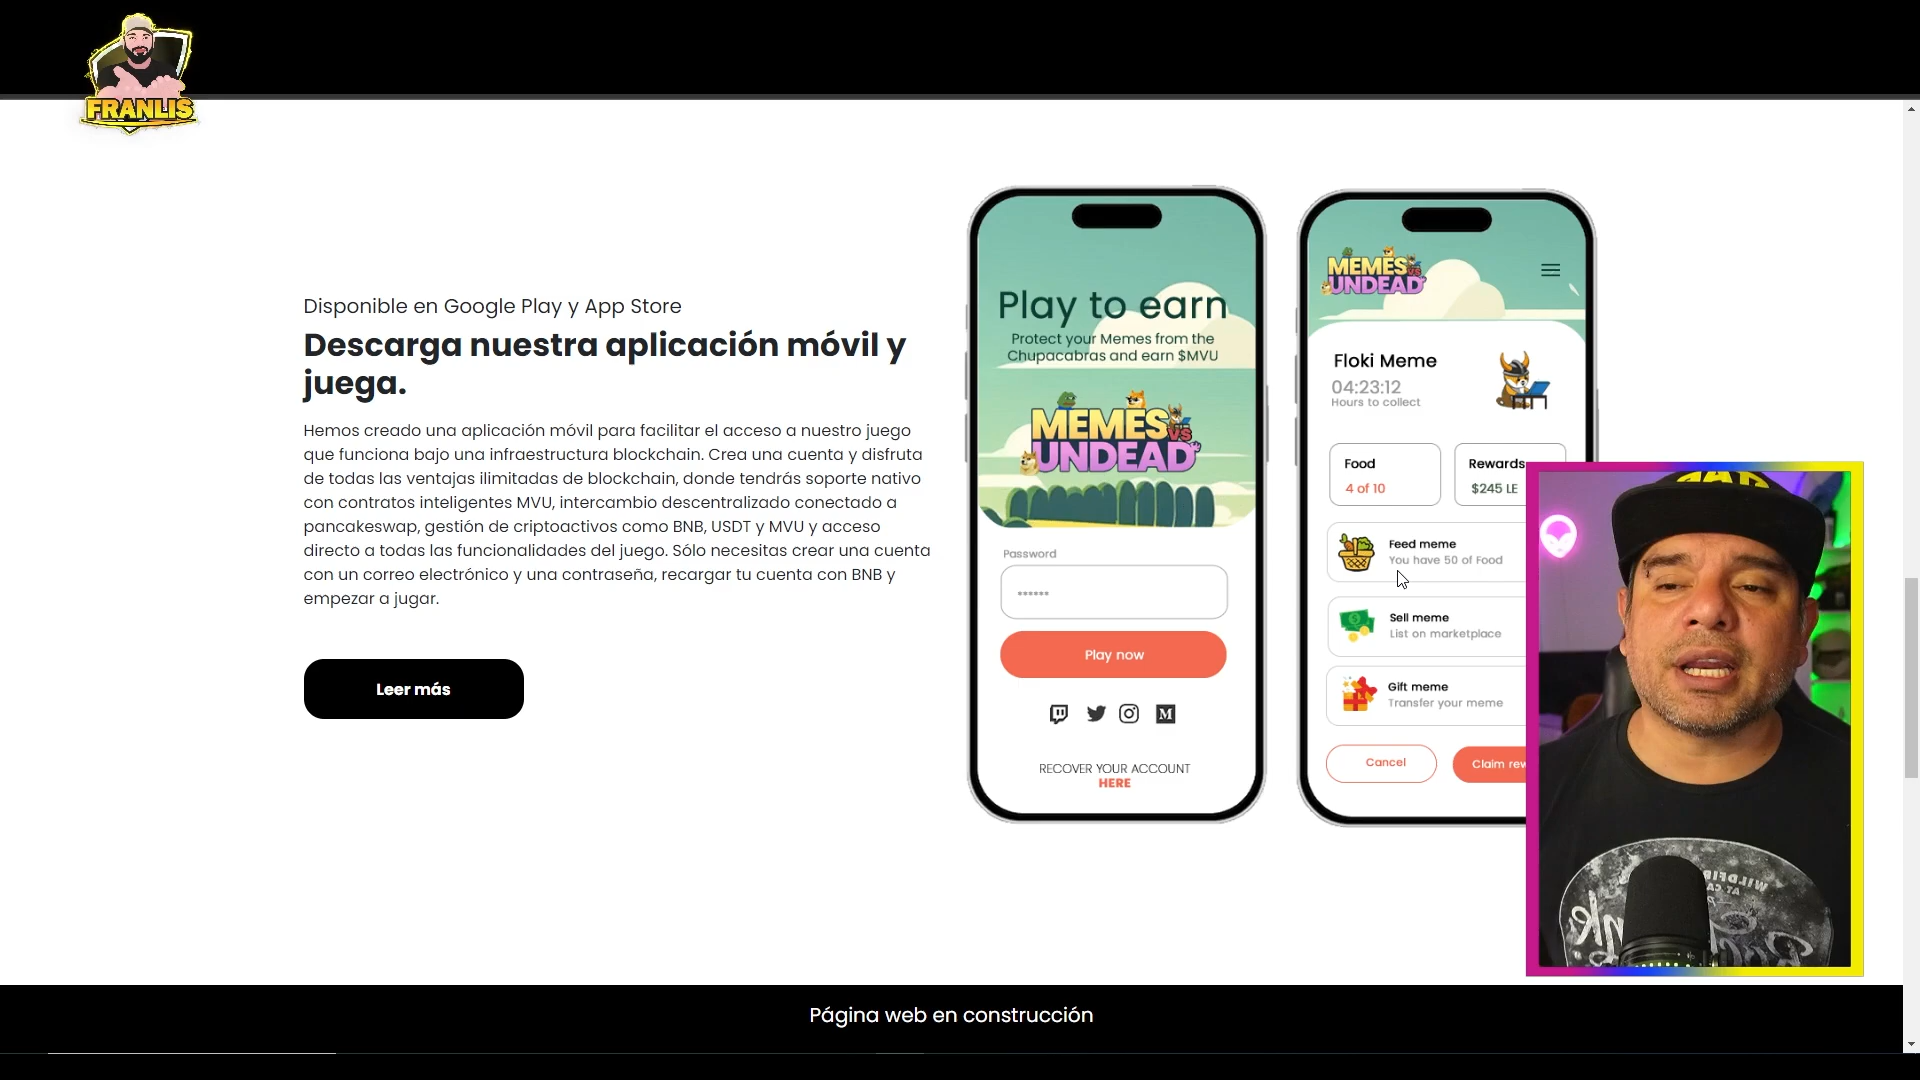 FRANLIS
Disponible en Google Play y App Store
Descarga nuestra aplicación móvil y
juega.
Hemos creado una aplicación móvil para facilitar el acceso a nuestro juego
que funciona bajo una infraestructura blockchain. Crea una cuenta y disfruta
de todas las ventajas ilimitadas de blockchain, donde tendrás soporte nativo
con contratos inteligentes MVU, intercambio descentralizado conectado a
pancakeswap, gestión de criptoactivos como BNB, USDT y MVU y acceso
directo a todas las funcionalidades del juego. Sólo necesitas crear una cuenta
con un correo electrónico y una contraseña, recargar tu cuenta con BNB y
empezar a jugar.
Leer más
Play to earn
Protect your Memes from the
Chupacabras and earn $MVU
MEMES VS
UNDEAD
Password
******
Play now
RECOVER YOUR ACCOUNT
HERE
MEMES VS
UNDEAD
Floki Meme
04:23:12
Hours to collect
Food
4 of 10
Rewards
$245 LE
Feed meme
You have 50 of Food
Sell meme
List on marketplace
Gift meme
Transfer your meme
Cancel
Claim rew
WILDFIRE
Página web en construcción